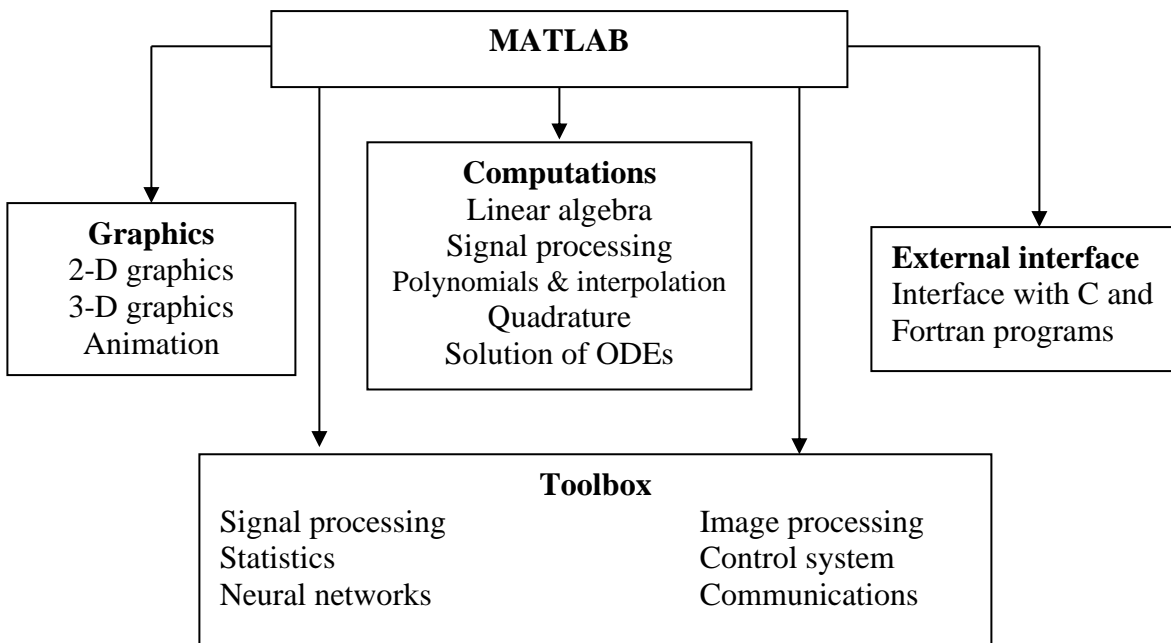 MATLAB
Graphics
2-D graphics
3-D graphics
Animation
Computations
Linear algebra
Signal processing
Polynomials & interpolation
Quadrature
Solution of ODEs
External interface
Interface with C and
Fortran programs
Toolbox
Signal processing
Statistics
Neural networks
Image processing
Control system
Communications